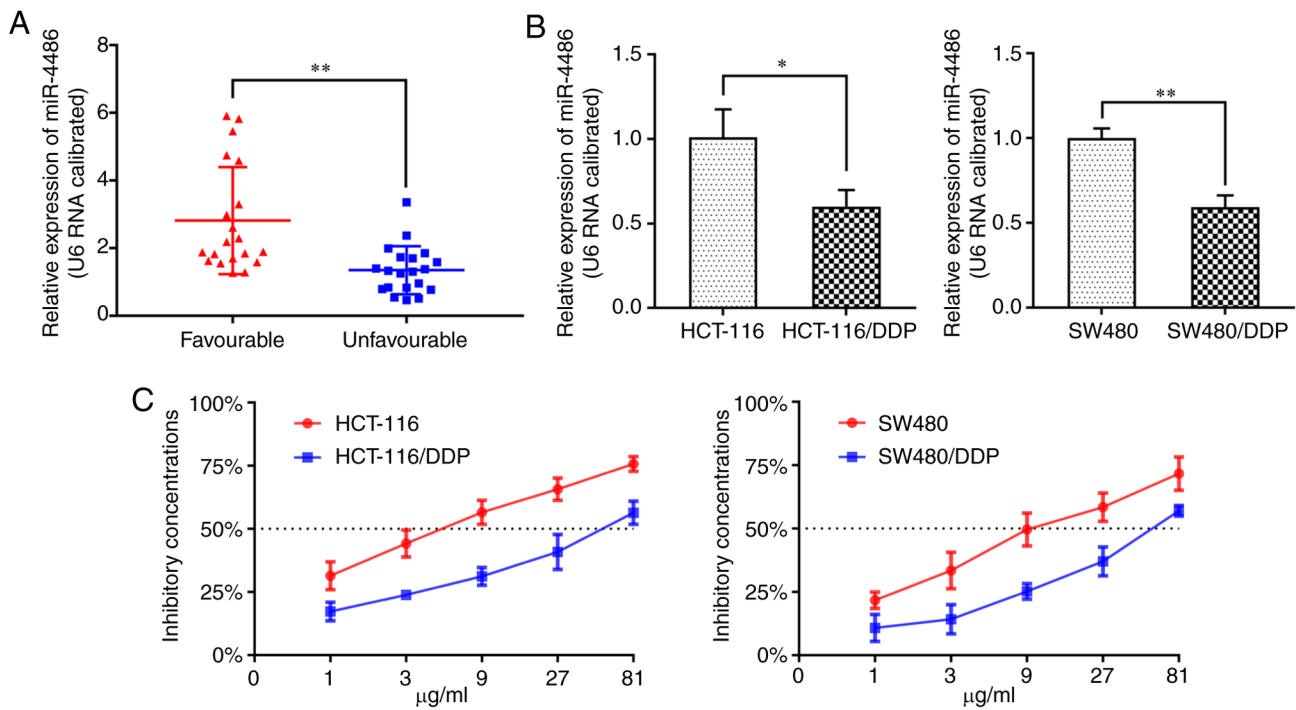 A
Relative expression of miR-4486
(U6 RNA calibrated)
8
6
4
2
0
**
Favourable
Unfavourable
B
Relative expression of miR-4486
(U6 RNA calibrated)
1.5
1.0
0.5
0.0
*
HCT-116
HCT-116/DDP
Relative expression of miR-4486
(U6 RNA calibrated)
1.5
1.0
0.5
0.0
**
SW480
SW480/DDP
C
Inhibitory concentrations
100%
75%
50%
25%
0%
HCT-116
HCT-116/DDP
0
1
3
9
27
81
μg/ml
Inhibitory concentrations
100%
75%
50%
25%
0%
SW480
SW480/DDP
0
1
3
9
27
81
μg/ml